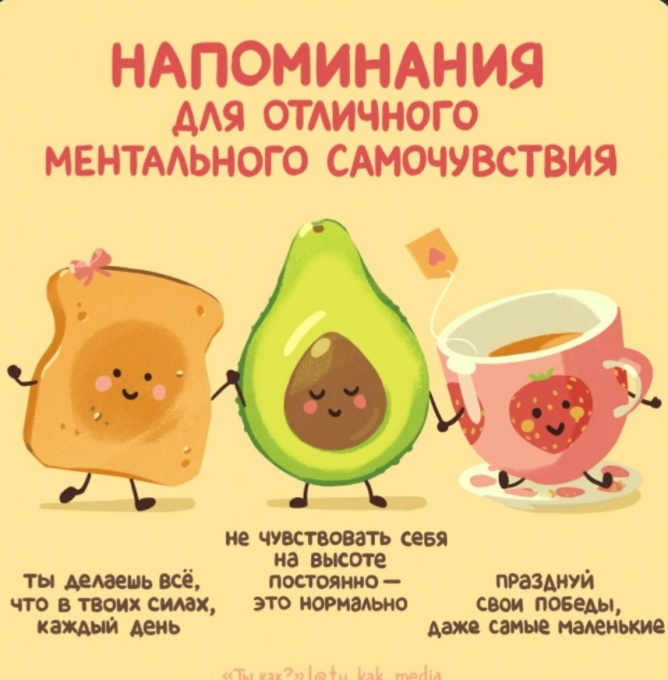 НАПОМИНАНИЯ
ДЛЯ ОТЛИЧНОГО
МЕНТАЛЬНОГО САМОЧУВСТВИЯ
не чувствовать себя
на высоте
постоянно —
это нормально
ты делаешь всё,
что в твоих силах,
каждый день
празднуй
свои победы,
даже самые маленькие
«Ты как?» | @tu_kak_media